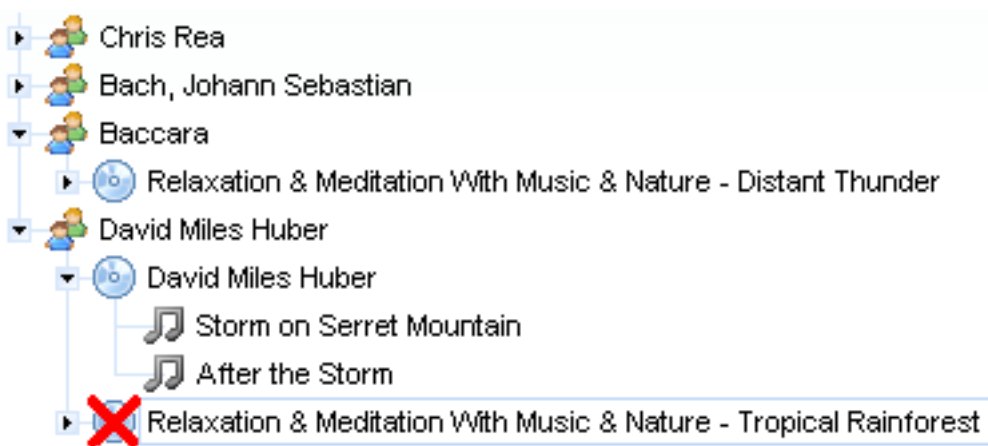 Chris Rea
Bach, Johann Sebastian
Baccara
Relaxation & Meditation With Music & Nature - Distant Thunder
David Miles Huber
David Miles Huber
Storm on Serret Mountain
After the Storm
Relaxation & Meditation With Music & Nature - Tropical Rainforest